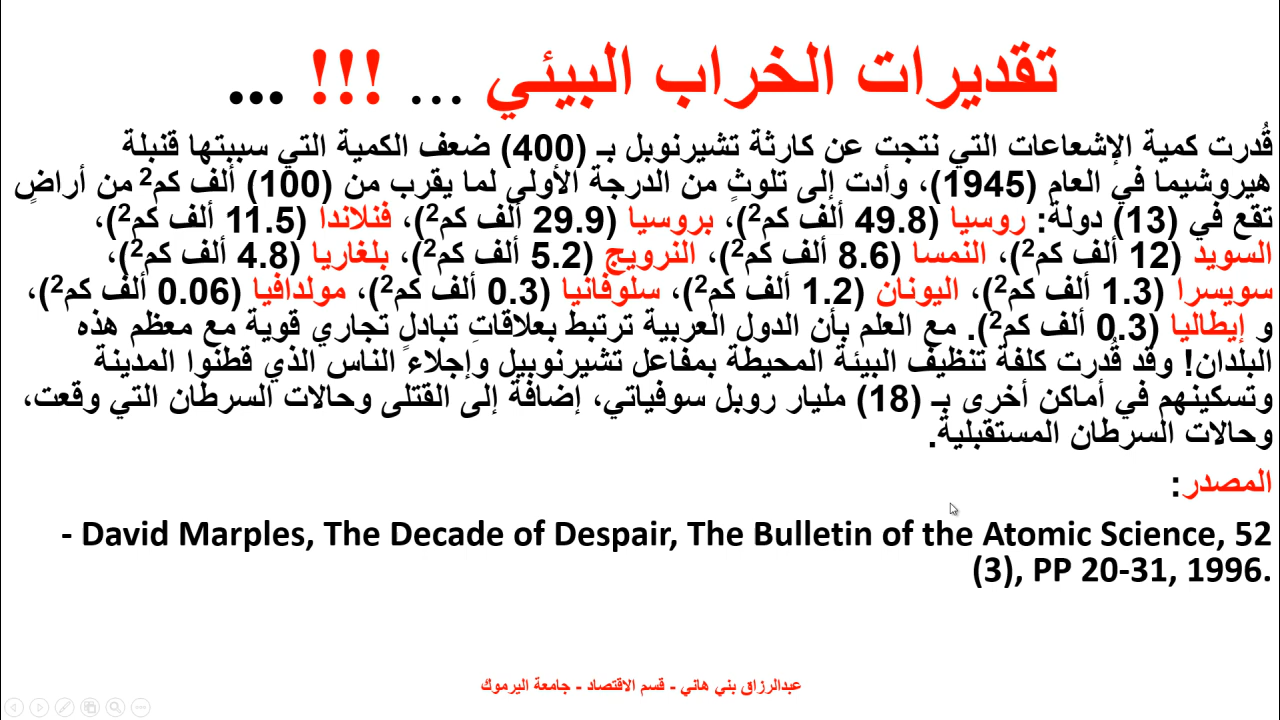 تقديرات الخراب البيئي ... !!! ...
قُدرت كمية الإشعاعات التي نتجت عن كارثة تشيرنوبل بـ (400) ضعف الكمية التي سببتها قنبلة
هيروشيما في العام (1945)، وأدت إلى تلوثٍ من الدرجة الأولى لما يقرب من (100) ألف كم² من أراضٍ
تقع في (13) دولة: روسيا (49.8 ألف كم²)، بروسيا (29.9 ألف كم²)، فنلاندا (11.5 ألف كم²)،
السويد (12 ألف كم²)، النمسا (8.6 ألف كم²)، النرويج (5.2 ألف كم²)، بلغاريا (4.8 ألف كم²)،
سويسرا (1.3 ألف كم²)، اليونان (1.2 ألف كم²)، سلوفانيا (0.3 ألف كم²)، مولدافيا (0.06 ألف كم²)،
و إيطاليا (0.3 ألف كم²). مع العلم بأن الدول العربية ترتبط بعلاقاتِ تبادلٍ تجاري قوية مع معظم هذه
البلدان! وقد قُدرت كلفة تنظيف البيئة المحيطة بمفاعل تشيرنوبيل وإجلاء الناس الذي قطنوا المدينة
وتسكينهم في أماكن أخرى بـ (18) مليار روبل سوفياتي، إضافة إلى القتلى وحالات السرطان التي وقعت،
وحالات السرطان المستقبلية.
المصدر:
- David Marples, The Decade of Despair, The Bulletin of the Atomic Science, 52
(3), PP 20-31, 1996.
عبدالرزاق بني هاني - قسم الاقتصاد - جامعة اليرموك